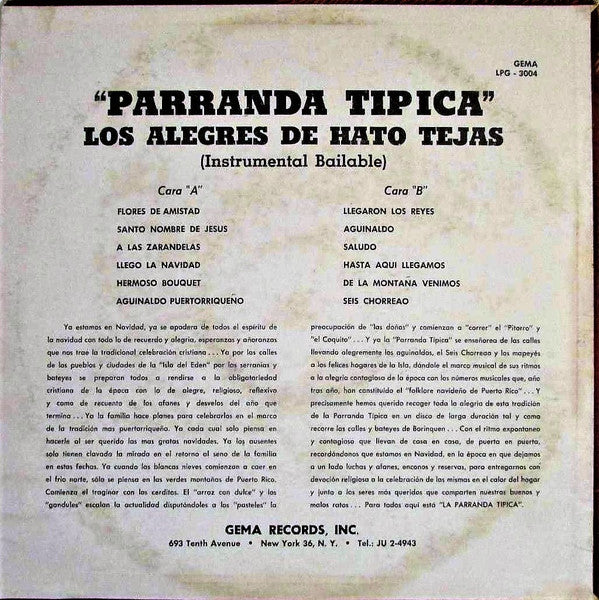 GEMA
LPG - 3004
"PARRANDA TIPICA"
LOS ALEGRES DE HATO TEJAS
(Instrumental Bailable)
Cara "A"
FLORES DE AMISTAD
SANTO NOMBRE DE JESUS
A LAS ZARANDELAS
LLEGO LA NAVIDAD
HERMOSO BOUQUET
AGUINALDO PUERTORRIQUEÑO
Cara "B"
LLEGARON LOS REYES
AGUINALDO
SALUDO
HASTA AQUI LLEGAMOS
DE LA MONTAÑA VENIMOS
SEIS CHORREAO
Ya estamos en Navidad, ya se apodera de todos el espíritu de
la navidad con todo lo de recuerdo y alegría, esperanzas y añoranzas
que nos trae la tradicional celebración cristiana . . . Ya por las calles
de los pueblos y ciudades de la "Isla del Eden" por las serranías y
bateyes se preparan todos a rendirse a la obligatoriedad
cristiana de la época con lo de alegre, religioso, reflexivo
y como de recuento de los afanes y desvelos del año que
termina . . . Ya la familia hace planes para celebrarlos en el marco
de la tradición mas puertorriqueña. Ya cada cual solo piensa en
hacerle al ser querido las mas gratas navidades. Ya los ausentes
solo tienen clavada la mirada en el retorno al seno de la familia
en estas fechas. Ya cuando las blancas nieves comienzan a caer en
el frio norte, sólo se piensa en las verdes montañas de Puerto Rico.
Comienza el traginar con los cerditos. El "arroz con dulce" y los
"gandules" escalan la actualidad disputándoles a los "pasteles" la
preocupación de "las doñas" y comienzan a "correr" el "Pitorro" y
"el Coquito" . . . Y ya la "Parranda Típica" se enseñorea de las calles
llevando alegremente los aguinaldos, el Seis Chorreao y los mapeyés
a los felices hogares de la Isla, dándole el marco musical de sus ritmos
a la alegría contagiosa de la época con los números musicales que, año
tras año, han constituído el "folklore navideño de Puerto Rico" . . . Y
precisamente hemos querido recoger toda la alegría de esta tradición
de la Parranda Típica en un disco de larga duración tal y como
recorre las calles y bateyes de Borinquen . . . Con el ritmo expontaneo
y contagioso que llevan de casa en casa, de puerta en puerta,
recordándonos que estamos en Navidad, en la época en que dejamos
a un lado luchas y afanes, enconos y reservas, para entregarnos con
devoción religiosa a la celebración de las mismas en el calor del hogar
y junto a los seres más queridos que comparten nuestras buenos y
malos ratos . . . Para todos aquí está "LA PARRANDA TIPICA".
GEMA RECORDS, INC.
693 Tenth Avenue • New York 36, N. Y. • Tel.: JU 2-4943